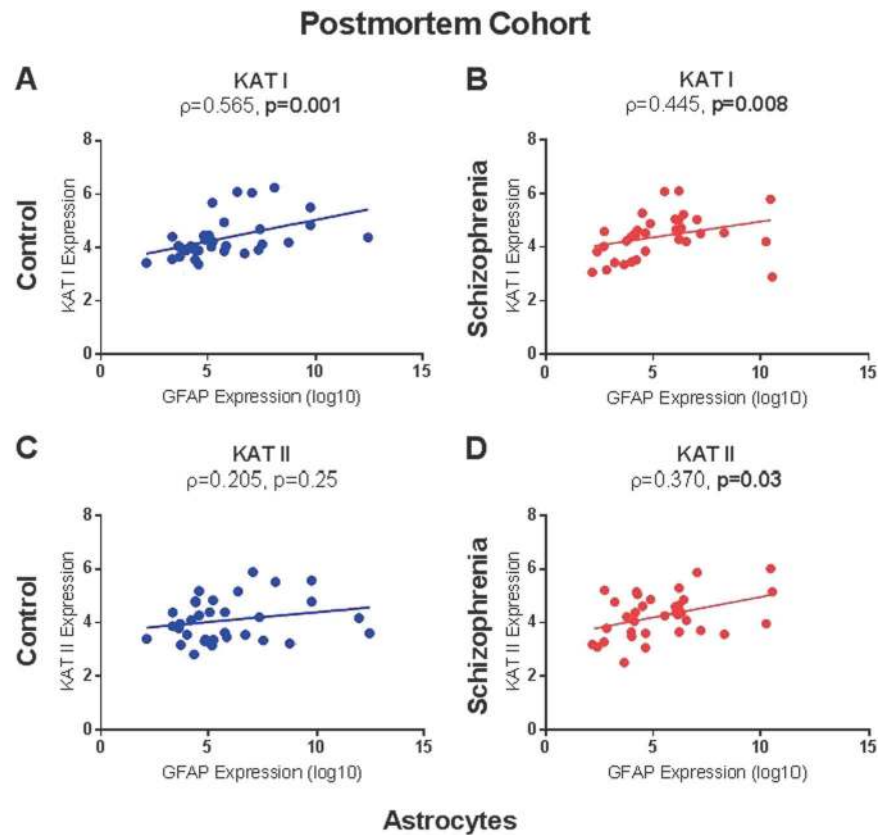 Postmortem Cohort
A
KAT I
ρ=0.565, p=0.001
Control
KAT I Expression
8
6
4
2
0
0
5
10
15
GFAP Expression (log10)
B
KAT I
ρ=0.445, p=0.008
Schizophrenia
KAT I Expression
8
6
4
2
0
0
5
10
15
GFAP Expression (log10)
C
KAT II
ρ=0.205, p=0.25
Control
KAT II Expression
8
6
4
2
0
0
5
10
15
GFAP Expression (log10)
D
KAT II
ρ=0.370, p=0.03
Schizophrenia
KAT II Expression
8
6
4
2
0
0
5
10
15
GFAP Expression (log10)
Astrocytes